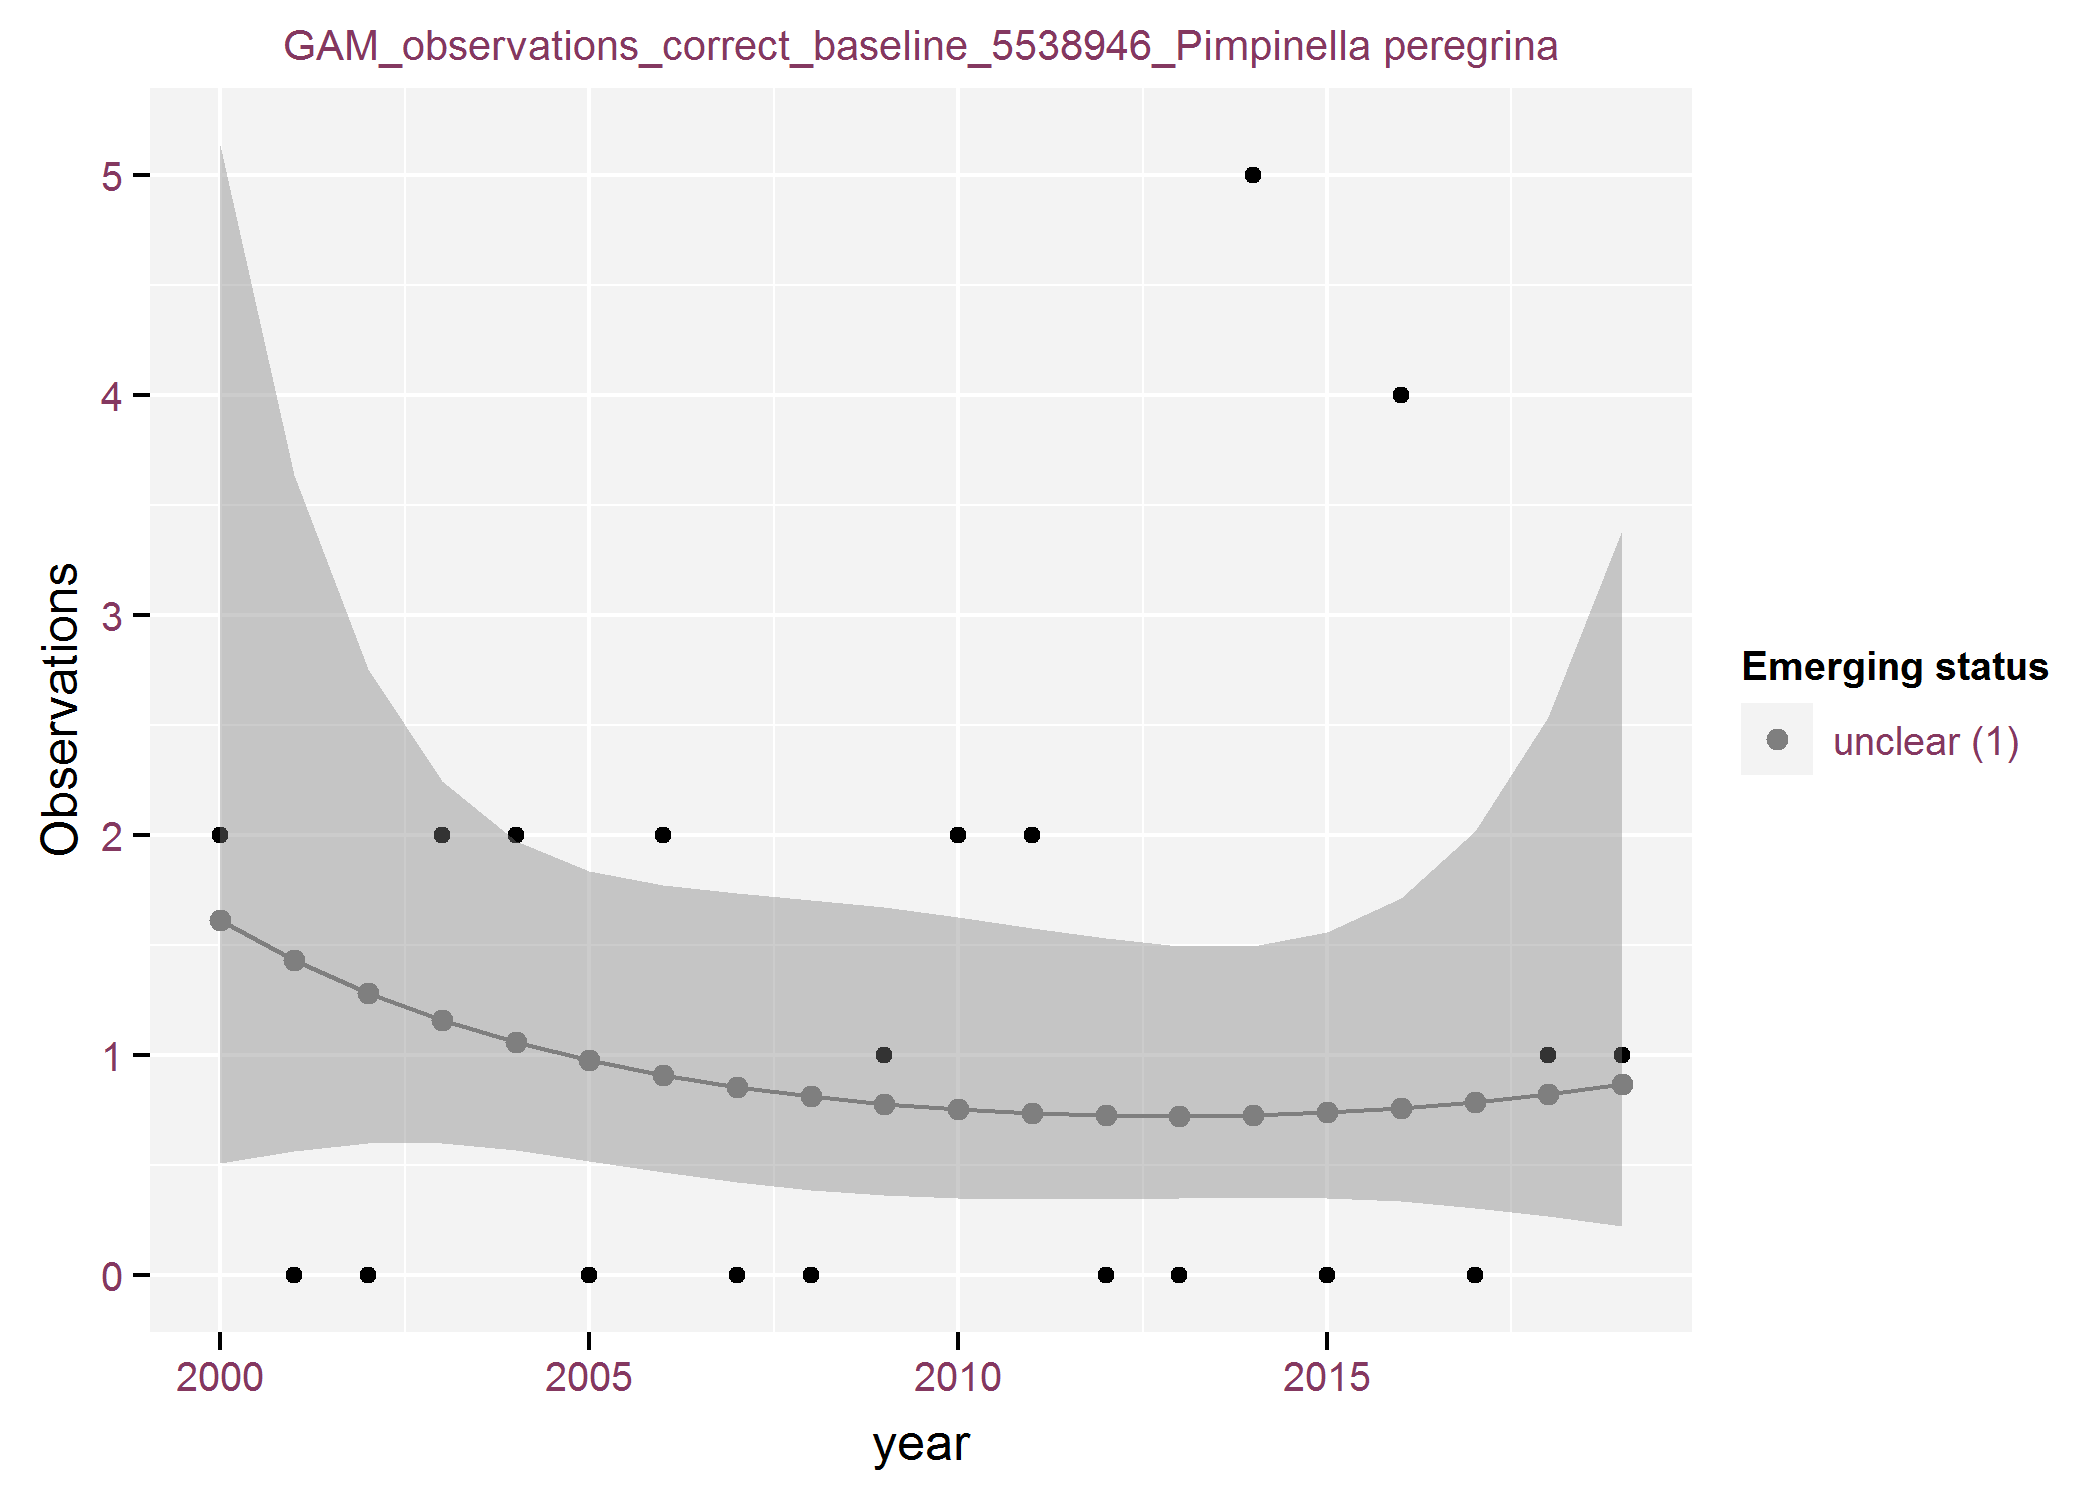 GAM_observations_correct_baseline_5538946_Pimpinella peregrina
5
4
3
2
1
0
Observations
2000
2005
2010
2015
year
Emerging status
unclear (1)